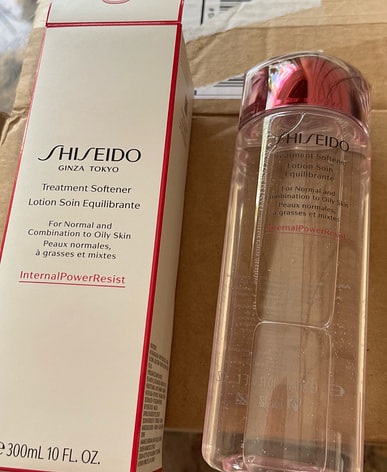 SHISEIDO
GINZA TOKYO
Treatment Softener
Lotion Soin Equilibrante
For Normal and
Combination to Oily Skin
Peaux normales,
à grasses et mixtes
InternalPowerResist
℮300mL 10 FL. OZ.
SHISEIDO
GINZA TOKYO
Treatment Softener
Lotion Soin
Equilibrante
For Normal and
Combination to Oily Skin
Peaux normales,
à grasses et mixtes
InternalPowerResist